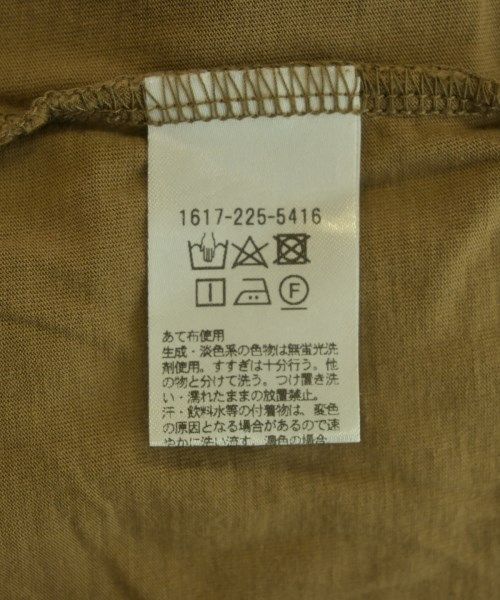 1617-225-5416
F
あて布使用
生成・淡色系の色物は無蛍光洗
剤使用。すすぎは十分行う。他
の物と分けて洗う。つけ置き洗
い・濡れたままの放置禁止。
汗・飲料水等の付着物は、変色
の原因となる場合があるので速
やかに洗い流す。濃色の場合